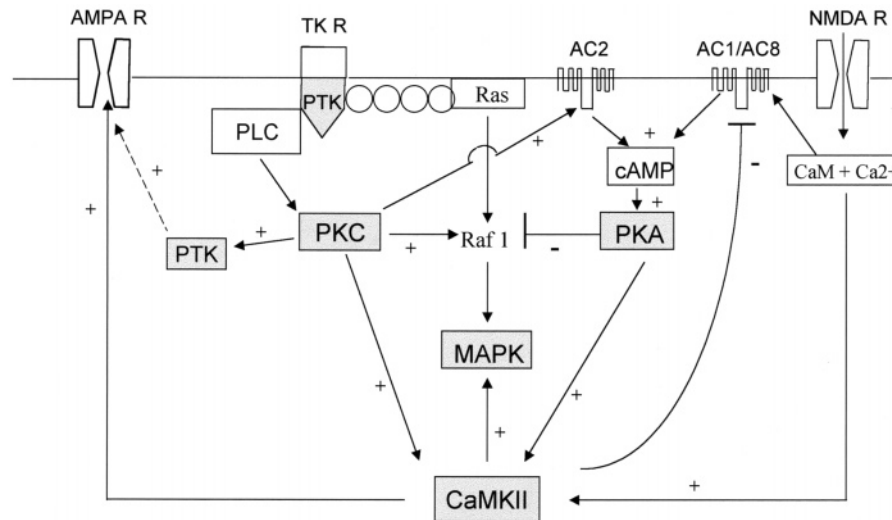 AMPA R
TK R
NMDA R
AC2
AC1/AC8
PTK
Ras
PLC
+
cAMP
+
-
CaM + Ca2+
+
+
+
PTK
+
PKC
+
Raf 1
-
PKA
MAPK
+
+
+
CaMKII
+